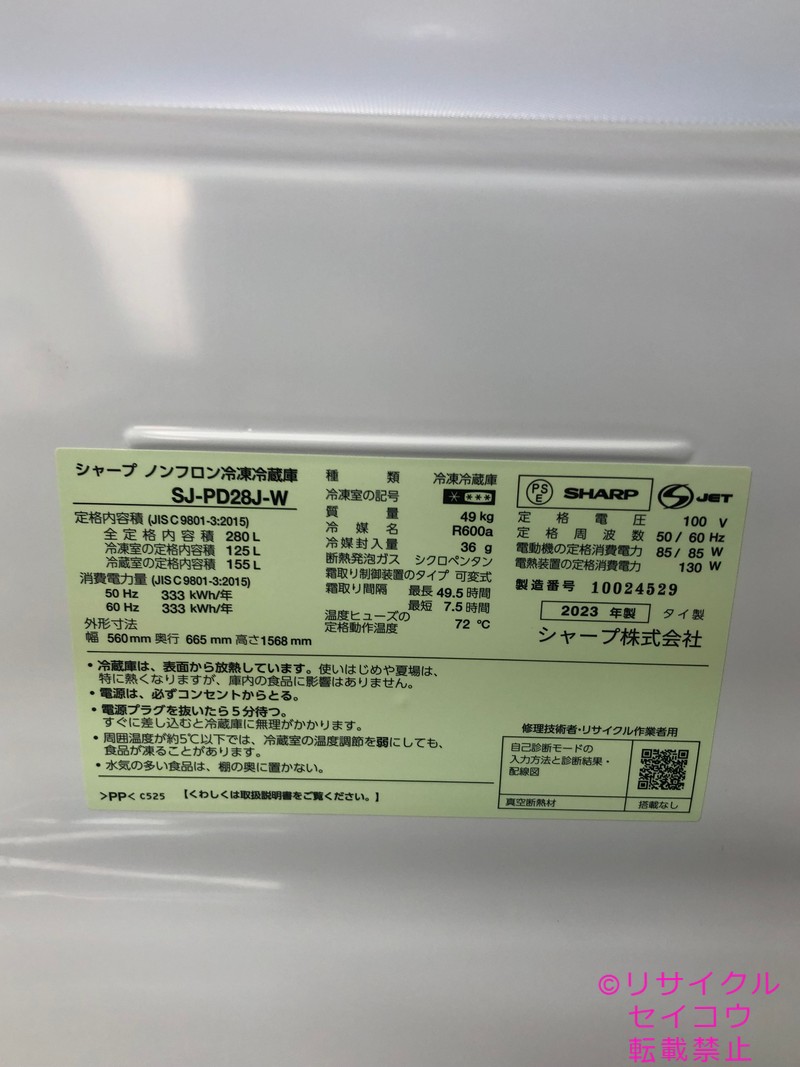 シャープ ノンフロン冷凍冷蔵庫
SJ-PD28J-W
定格内容積 (JIS C 9801-3:2015)
全定格内容積 280 L
冷凍室の定格内容積 125 L
冷蔵室の定格内容積 155 L
消費電力量 (JIS C 9801-3:2015)
50 Hz 333 kWh/年
60 Hz 333 kWh/年
外形寸法
幅 560 mm 奥行 665 mm 高さ 1568 mm
種類 冷凍冷蔵庫
冷凍室の記号 ****
質量 49 kg
冷媒名 R600a
冷媒封入量 36 g
断熱発泡ガス シクロペンタン
霜取り制御装置のタイプ 可変式
霜取り間隔 最長 49.5 時間
最短 7.5 時間
温度ヒューズの
定格動作温度 72 ℃
PSE SHARP SJET
定格電圧 100 V
定格周波数 50 / 60 Hz
電動機の定格消費電力 85 / 85 W
電熱装置の定格消費電力 130 W
製造番号 10024529
2023 年製 タイ製
シャープ株式会社
・冷蔵庫は、表面から放熱しています。使いはじめや夏場は、
特に熱くなりますが、庫内の食品に影響はありません。
・電源は、必ずコンセントからとる。
・電源プラグを抜いたら5分待つ。
すぐに差し込むと冷蔵庫に無理がかかります。
・周囲温度が約5℃以下では、冷蔵室の温度調節を弱にしても、
食品が凍ることがあります。
・水気の多い食品は、棚の奥に置かない。
>PP< C525 【くわしくは取扱説明書をご覧ください。】
修理技術者・リサイクル作業者用
自己診断モードの
入力方法と診断結果・
配線図
真空断熱材 搭載なし
©リサイクル
セイコウ
転載禁止